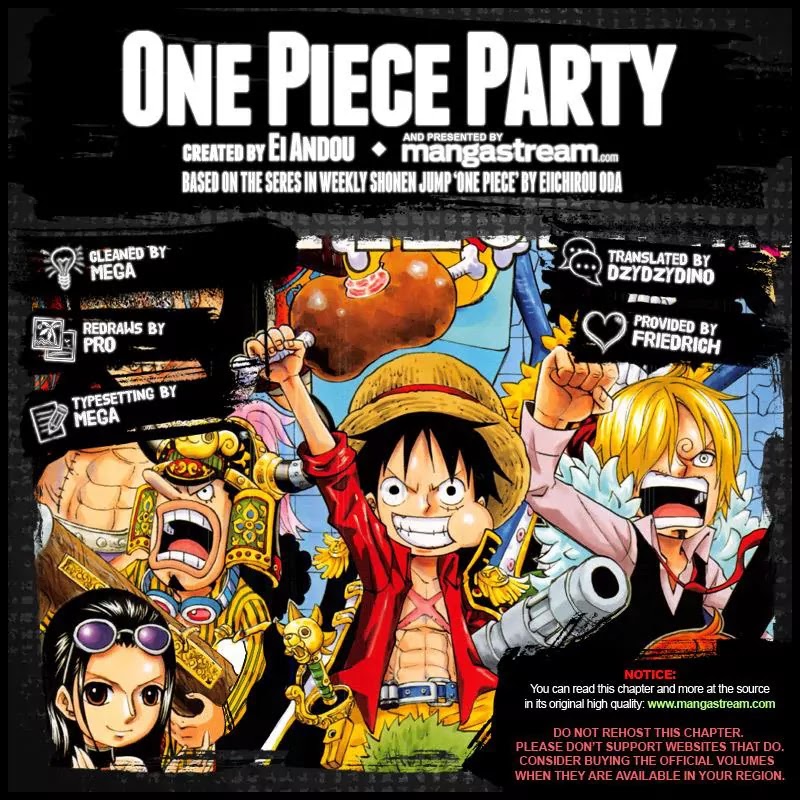 ONE PIECE PARTY
CREATED BY EI ANDOU ◆ AND PRESENTED BY mangastream.com
BASED ON THE SERES IN WEEKLY SHONEN JUMP 'ONE PIECE' BY EIICHIROU ODA
CLEANED BY
MEGA
REDRAWS BY
PRO
TYPESETTING BY
MEGA
TRANSLATED BY
DZYDZYDINO
PROVIDED BY
FRIEDRICH
NOTICE:
You can read this chapter and more at the source
in its original high quality: www.mangastream.com
DO NOT REHOST THIS CHAPTER.
PLEASE DON'T SUPPORT WEBSITES THAT DO.
CONSIDER BUYING THE OFFICIAL VOLUMES
WHEN THEY ARE AVAILABLE IN YOUR REGION.